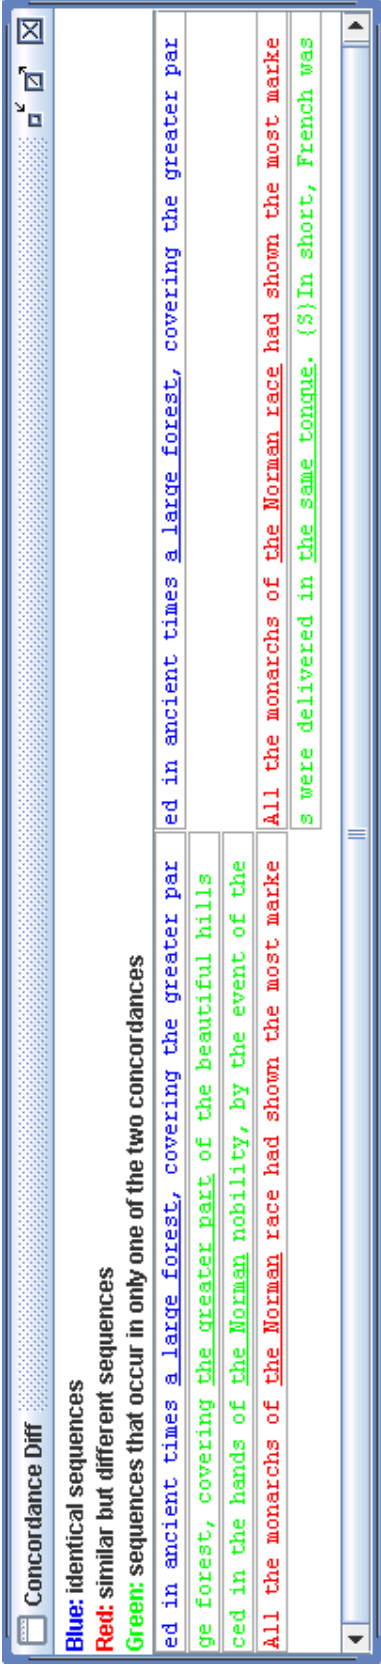 Concordance Diff
Blue: identical sequences
Red: similar but different sequences
Green: sequences that occur in only one of the two concordances
ed in ancient times a large forest, covering the greater par ed in ancient times a large forest, covering the greater par
ge forest, covering the greater part of the beautiful hills
ced in the hands of the Norman nobility, by the event of the
All the monarchs of the Norman race had shown the most marke All the monarchs of the Norman race had shown the most marke
s were delivered in the same tongue. {S}In short, French was